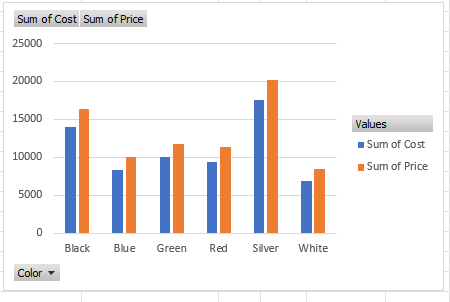 Sum of Cost Sum of Price
25000
20000
15000
10000
5000
0
Black Blue Green Red Silver White
Values
Sum of Cost
Sum of Price
Color